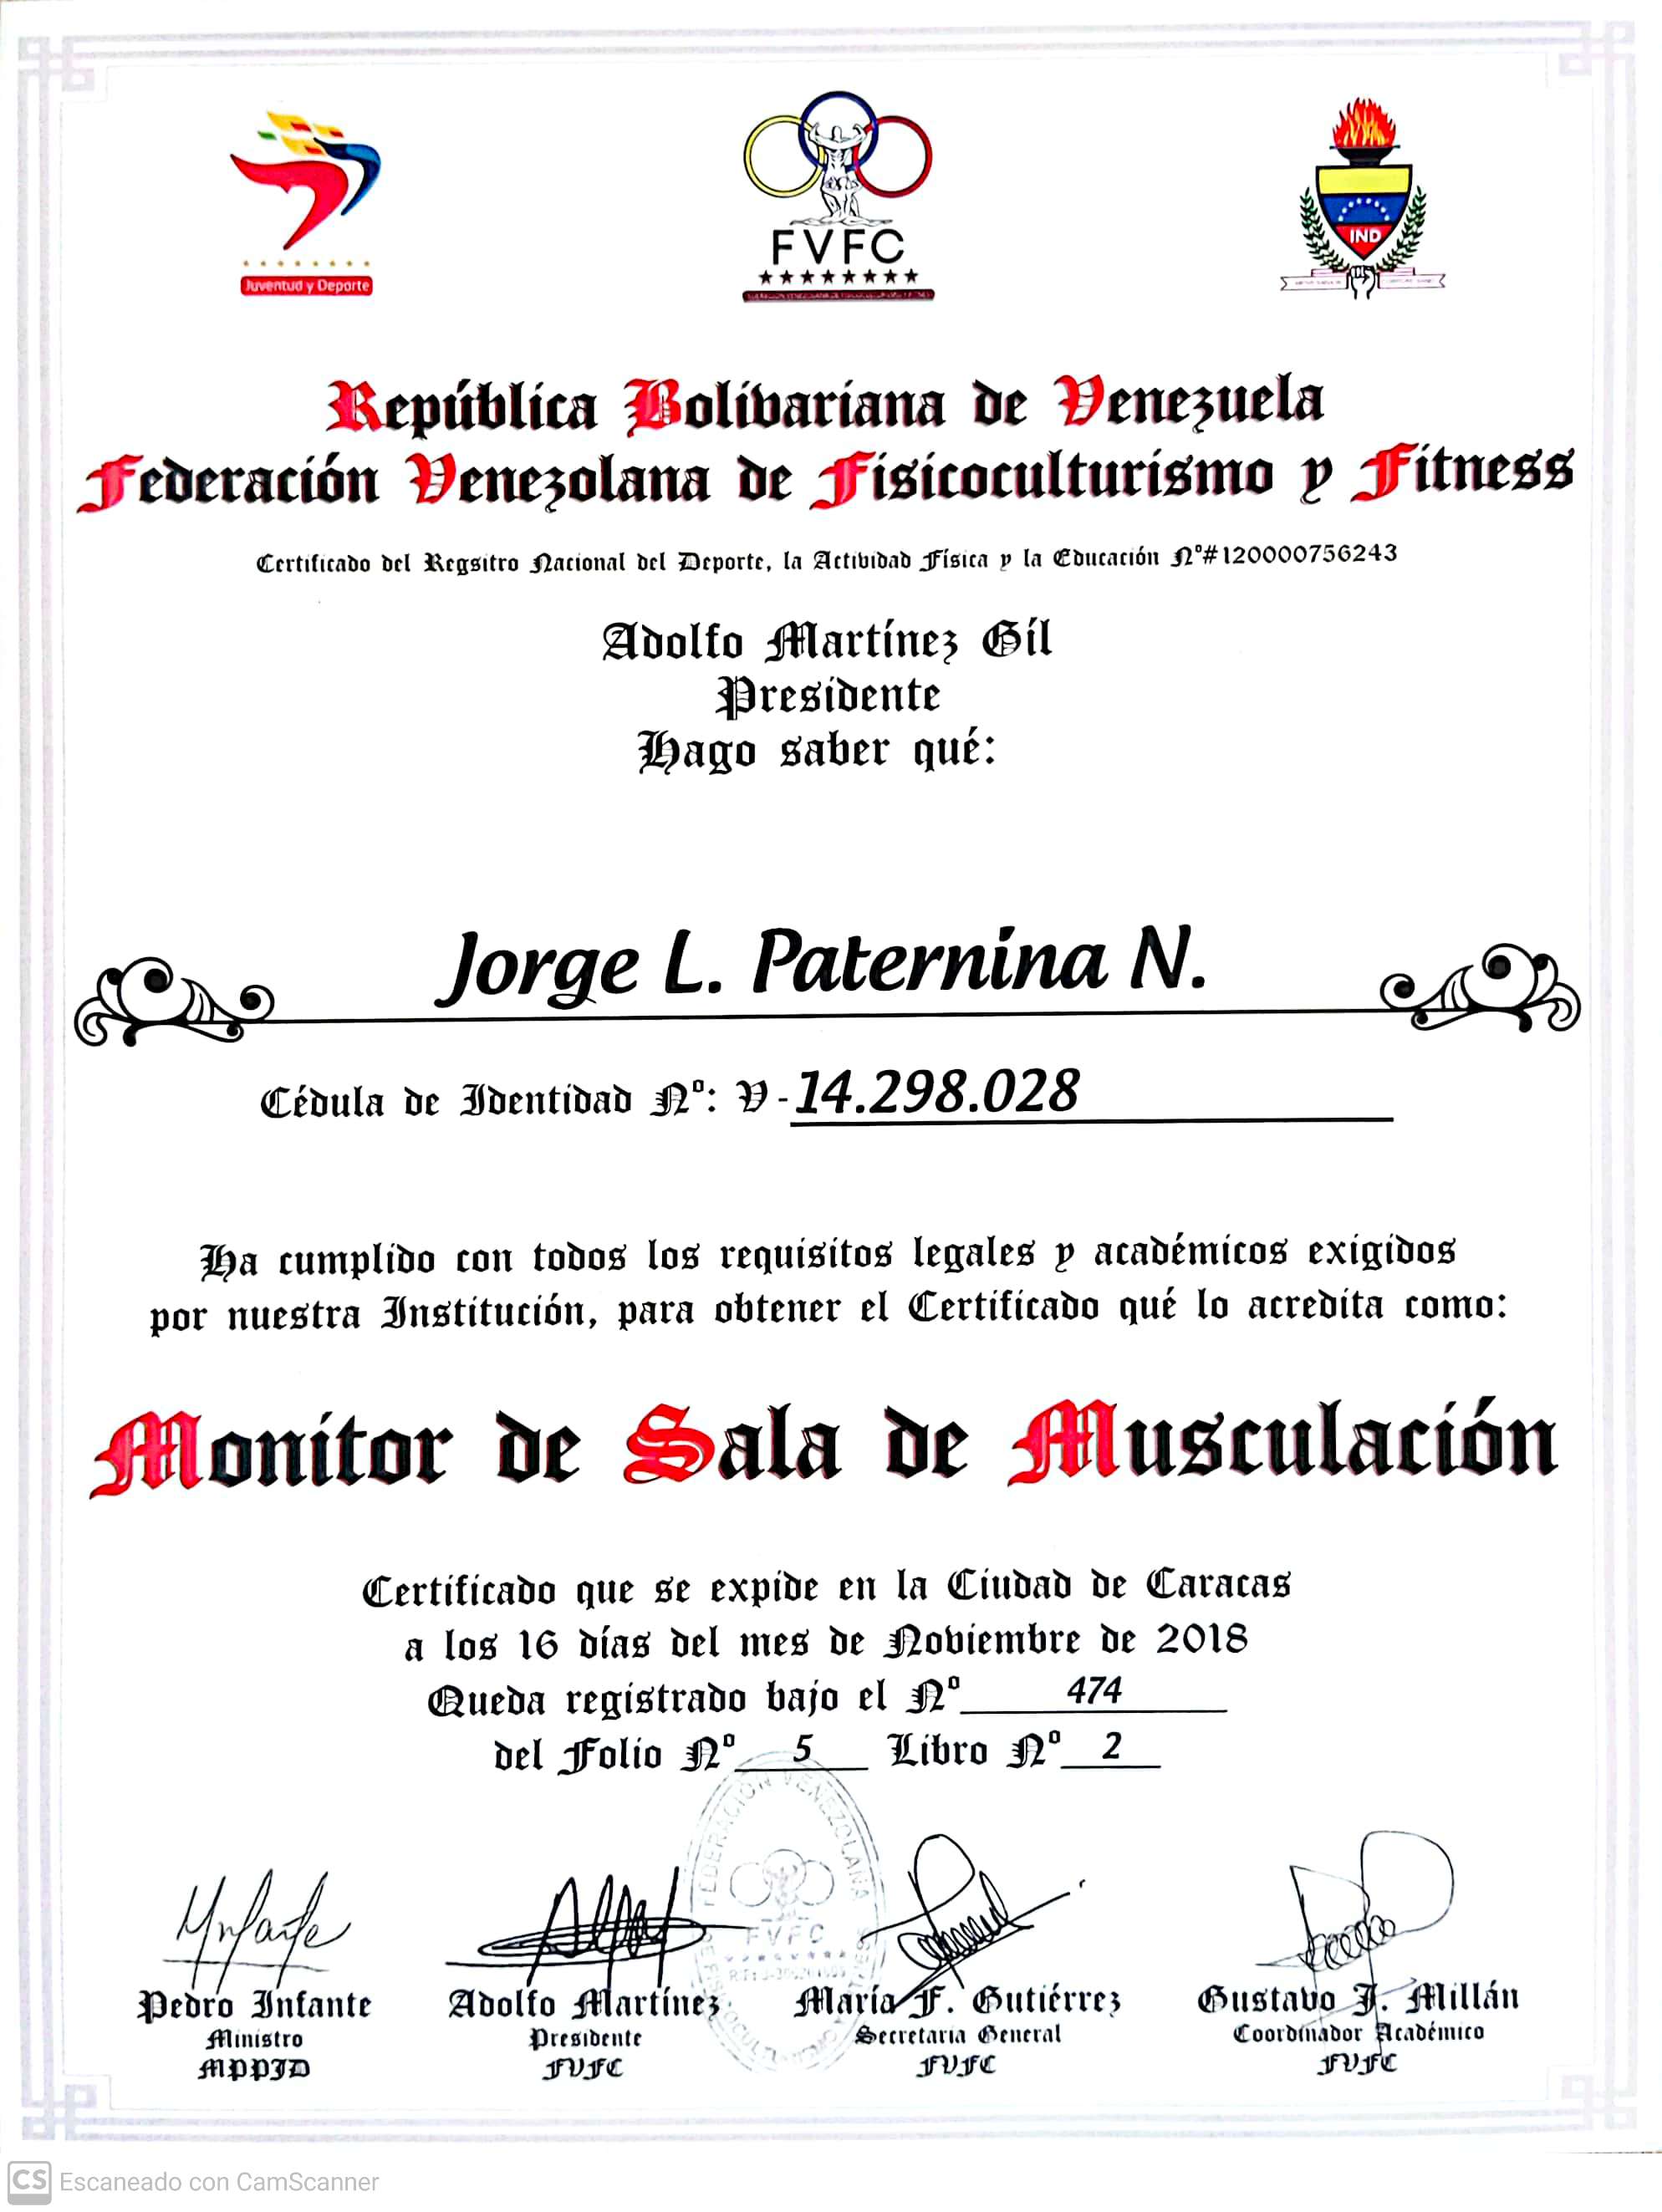 Juventud y Deporte
FVFC
IND
República Bolivariana de Venezuela
Federación Venezolana de Fisicoculturismo y Fitness
Certificado del Regsitro Nacional del Deporte, la Actividad Física y la Educación Nº#120000756243
Adolfo Martínez Gíl
Presidente
Hago saber qué:
Jorge L. Paternina N.
Cédula de Identidad Nº: V-14.298.028
Ha cumplido con todos los requisitos legales y académicos exigidos
por nuestra Institución, para obtener el Certificado qué lo acredita como:
Monitor de Sala de Musculación
Certificado que se expide en la Ciudad de Caracas
a los 16 días del mes de Noviembre de 2018
Queda registrado bajo el Nº 474
del Folio Nº 5 Libro Nº 2
FEDERACIÓN VENEZOLANA
FVFC
Pedro Infante Adolfo Martínez María F. Gutiérrez Gustavo J. Millán
Ministro Presidente Secretaria General Coordinador Académico
MPPJD FVFC FVFC FVFC
CS Escaneado con CamScanner